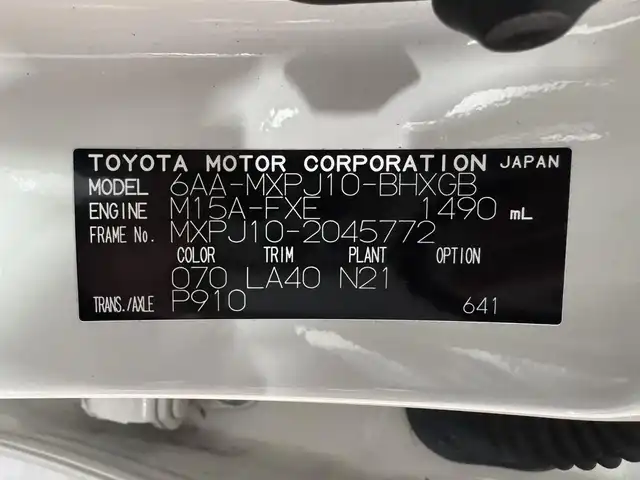 TOYOTA MOTOR CORPORATION JAPAN
MODEL 6AA-MXPJ10-BHXGB
ENGINE M15A-FXE 1490 mL
FRAME No. MXPJ10-2045772
COLOR TRIM PLANT OPTION
070 LA40 N21
TRANS./AXLE P910 641